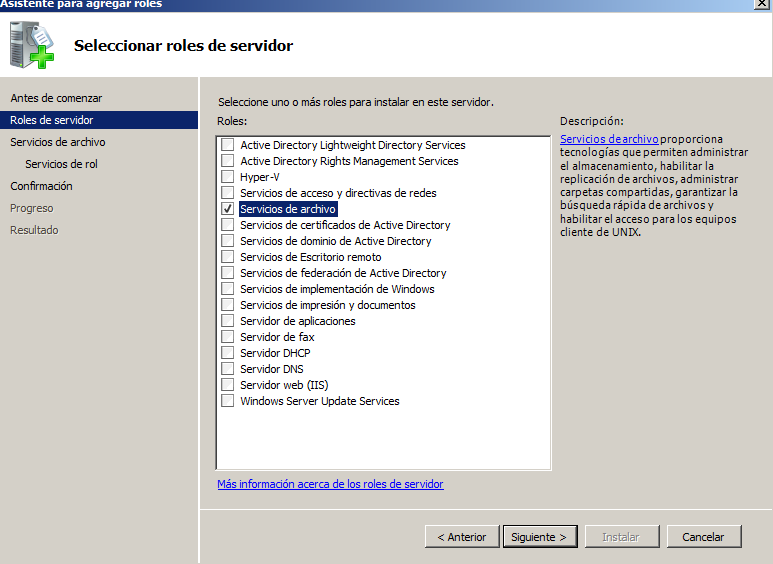 Asistente para agregar roles
Seleccionar roles de servidor
Antes de comenzar
Roles de servidor
Servicios de archivo
Servicios de rol
Confirmación
Progreso
Resultado
Seleccione uno o más roles para instalar en este servidor.
Roles:
Active Directory Lightweight Directory Services
Active Directory Rights Management Services
Hyper-V
Servicios de acceso y directivas de redes
Servicios de archivo
Servicios de certificados de Active Directory
Servicios de dominio de Active Directory
Servicios de Escritorio remoto
Servicios de federación de Active Directory
Servicios de implementación de Windows
Servicios de impresión y documentos
Servidor de aplicaciones
Servidor de fax
Servidor DHCP
Servidor DNS
Servidor web (IIS)
Windows Server Update Services
Más información acerca de los roles de servidor
Descripción:
Servicios de archivo proporciona
tecnologías que permiten administrar
el almacenamiento, habilitar la
replicación de archivos, administrar
carpetas compartidas, garantizar la
búsqueda rápida de archivos y
habilitar el acceso para los equipos
cliente de UNIX.
< Anterior
Siguiente >
Instalar
Cancelar